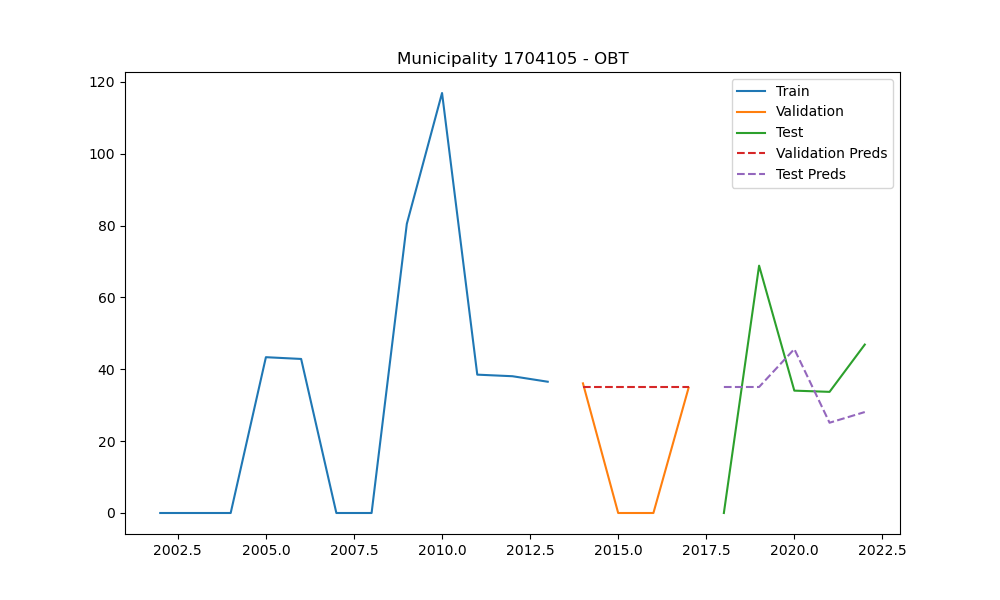 Municipality 1704105 - OBT
120
100
80
60
40
20
0
Train
Validation
Test
Validation Preds
Test Preds
2002.5 2005.0 2007.5 2010.0 2012.5 2015.0 2017.5 2020.0 2022.5